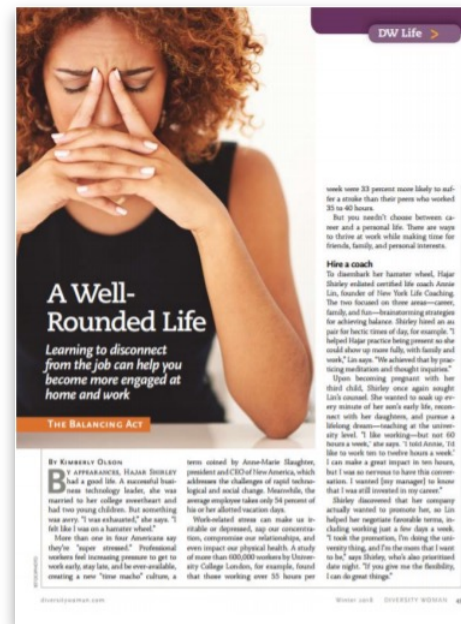 DW Life >
A Well-
Rounded Life
Learning to disconnect
from the job can help you
become more engaged at
home and work
THE BALANCING ACT
BY KIMBERLY OLSON
BY APPEARANCES, HAJAR SHIRLEY
had a good life. A successful busi-
ness technology leader, she was
married to her college sweetheart and
had two young children. But something
was awry. "I was exhausted," she says. "I
felt like I was on a hamster wheel."
More than one in four Americans say
they're "super stressed." Professional
workers feel increasing pressure to get to
work early, stay late, and be ever-available,
creating a new "time macho" culture, a
term coined by Anne-Marie Slaughter,
president and CEO of New America, which
addresses the challenges of rapid techno-
logical and social change. Meanwhile, the
average employee takes only 54 percent of
his or her allotted vacation days.
Work-related stress can make us ir-
ritable or depressed, sap our concentra-
tion, compromise our relationships, and
even impact our physical health. A study
of more than 600,000 workers by Univer-
sity College London, for example, found
that those working over 55 hours per
week were 33 percent more likely to suf-
fer a stroke than their peers who worked
35 to 40 hours.
But you needn't choose between ca-
reer and a personal life. There are ways
to thrive at work while making time for
friends, family, and personal interests.
Hire a coach
To disembark her hamster wheel, Hajar
Shirley enlisted certified life coach Annie
Lin, founder of New York Life Coaching.
The two focused on three areas—career,
family, and fun—brainstorming strategies
for achieving balance. Shirley hired an au
pair for hectic times of day, for example. "I
helped Hajar practice being present so she
could show up more fully, with family and
work," Lin says. "We achieved that by prac-
ticing meditation and thought inquiries."
Upon becoming pregnant with her
third child, Shirley once again sought
Lin's counsel. She wanted to soak up ev-
ery minute of her son's early life, recon-
nect with her daughters, and pursue a
lifelong dream—teaching at the univer-
sity level. "I like working—but not 60
hours a week," she says. "I told Annie, 'I'd
like to work ten to twelve hours a week.'
I can make a great impact in ten hours,
but I was so nervous to have this conver-
sation. I wanted [my manager] to know
that I was still invested in my career."
Shirley discovered that her company
actually wanted to promote her, so Lin
helped her negotiate favorable terms, in-
cluding working just a few days a week.
"I took the promotion, I'm doing the uni-
versity thing, and I'm the mom that I want
to be," says Shirley, who's also prioritized
date night. "If you give me the flexibility,
I can do great things."
diversitywoman.com
Winter 2018 DIVERSITY WOMAN